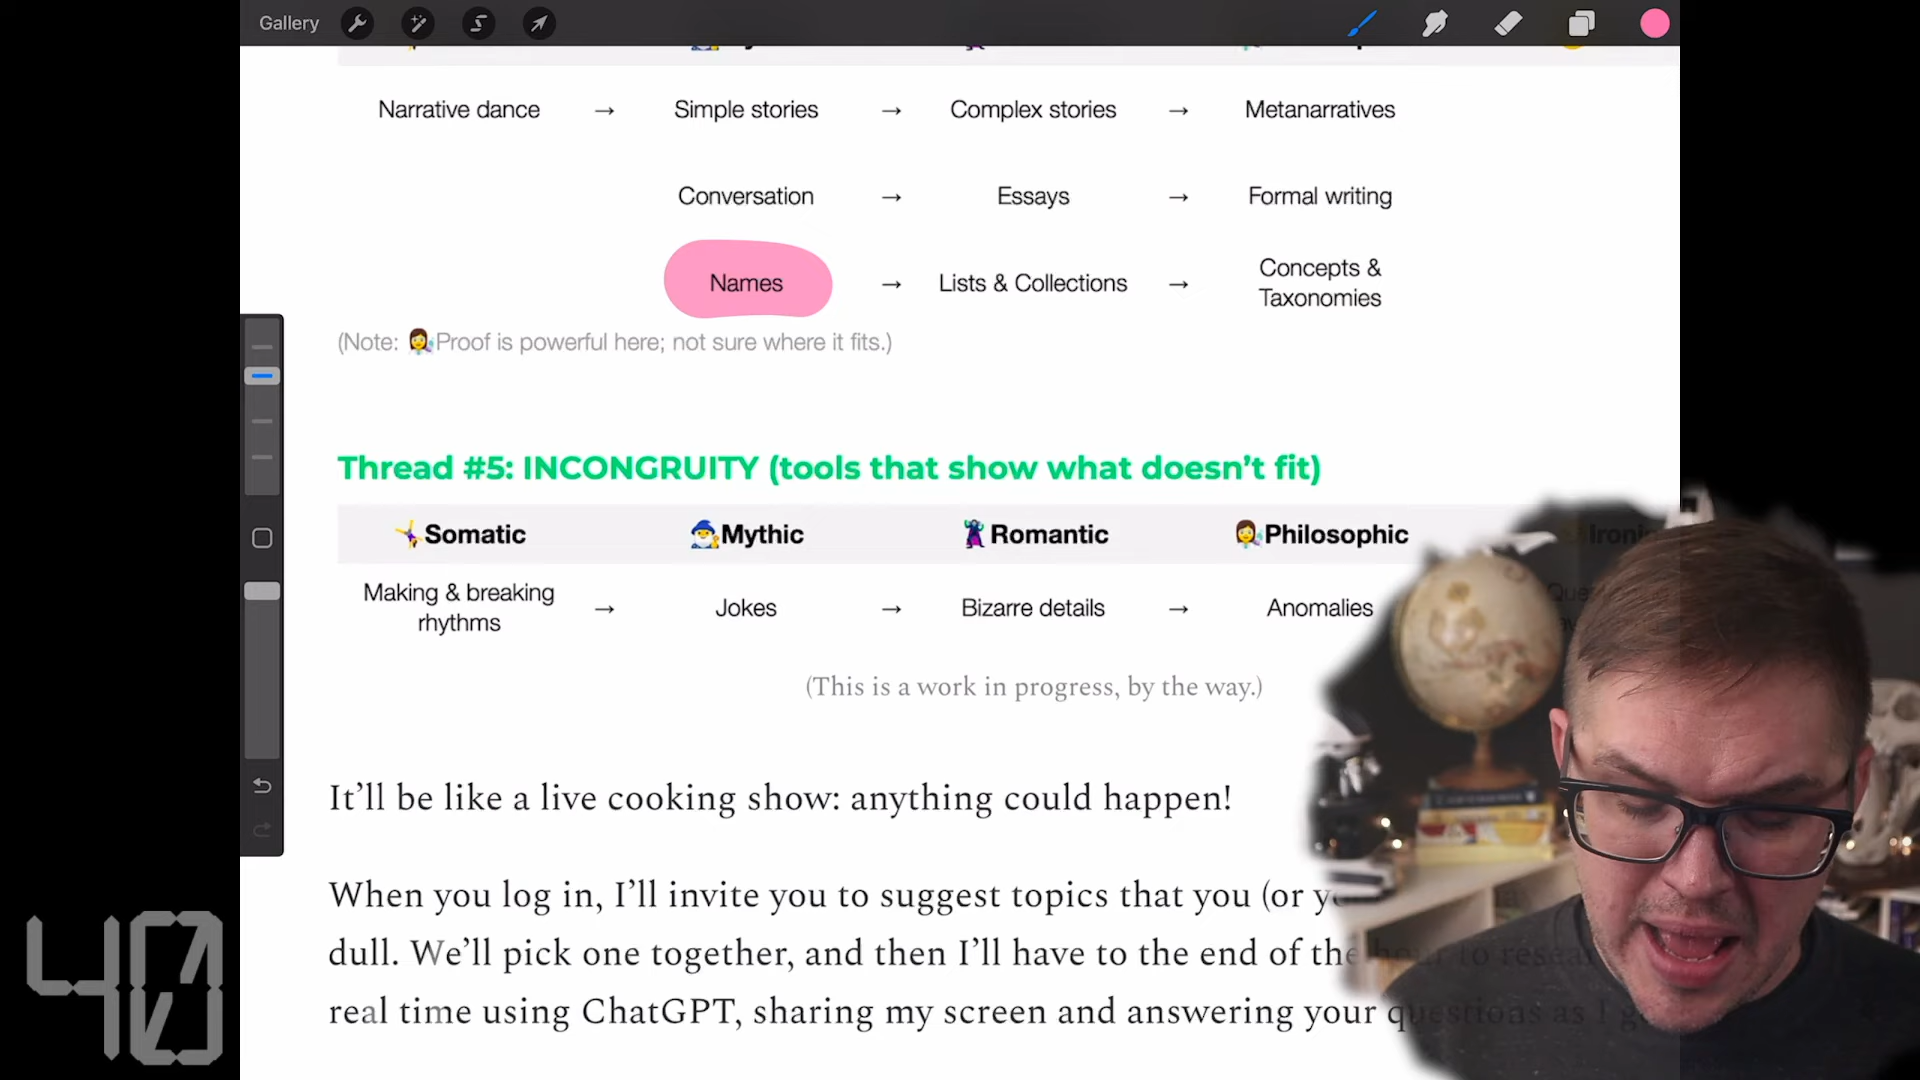 Gallery
Narrative dance → Simple stories → Complex stories → Metanarratives
Conversation → Essays → Formal writing
Names → Lists & Collections → Concepts & Taxonomies
(Note: Proof is powerful here; not sure where it fits.)
Thread #5: INCONGRUITY (tools that show what doesn't fit)
Somatic Mythic Romantic Philosophic Ironic
Making & breaking rhythms → Jokes → Bizarre details → Anomalies
(This is a work in progress, by the way.)
It'll be like a live cooking show: anything could happen!
When you log in, I'll invite you to suggest topics that you (or
dull. We'll pick one together, and then I'll have to the end of the hour to
real time using ChatGPT, sharing my screen and answering your questions as I
40